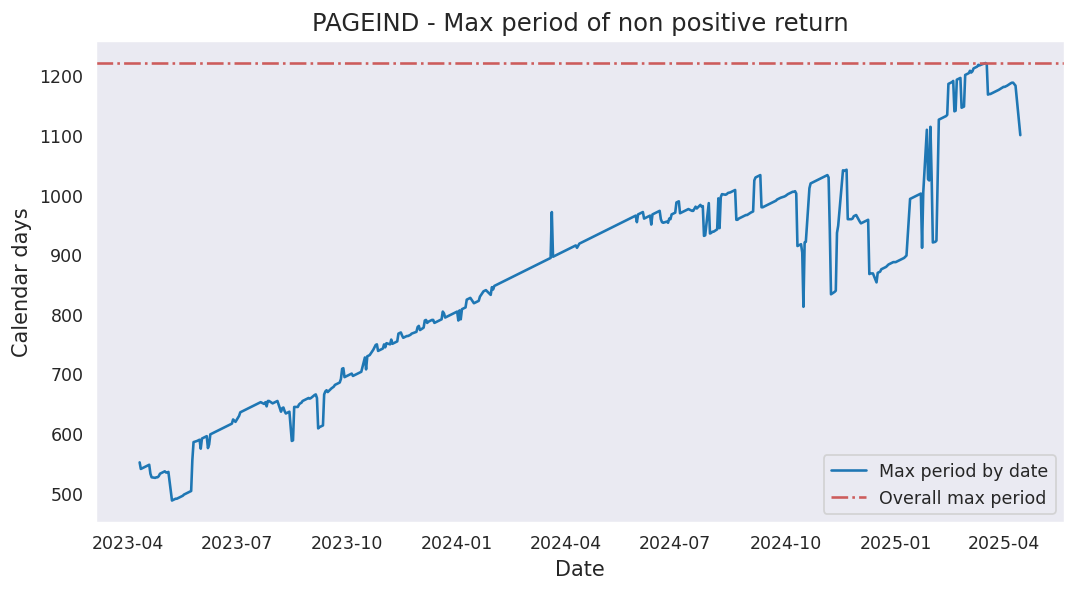 PAGEIND - Max period of non positive return
Calendar days
1200
1100
1000
900
800
700
600
500
2023-04 2023-07 2023-10 2024-01 2024-04 2024-07 2024-10 2025-01 2025-04
Date
Max period by date
Overall max period